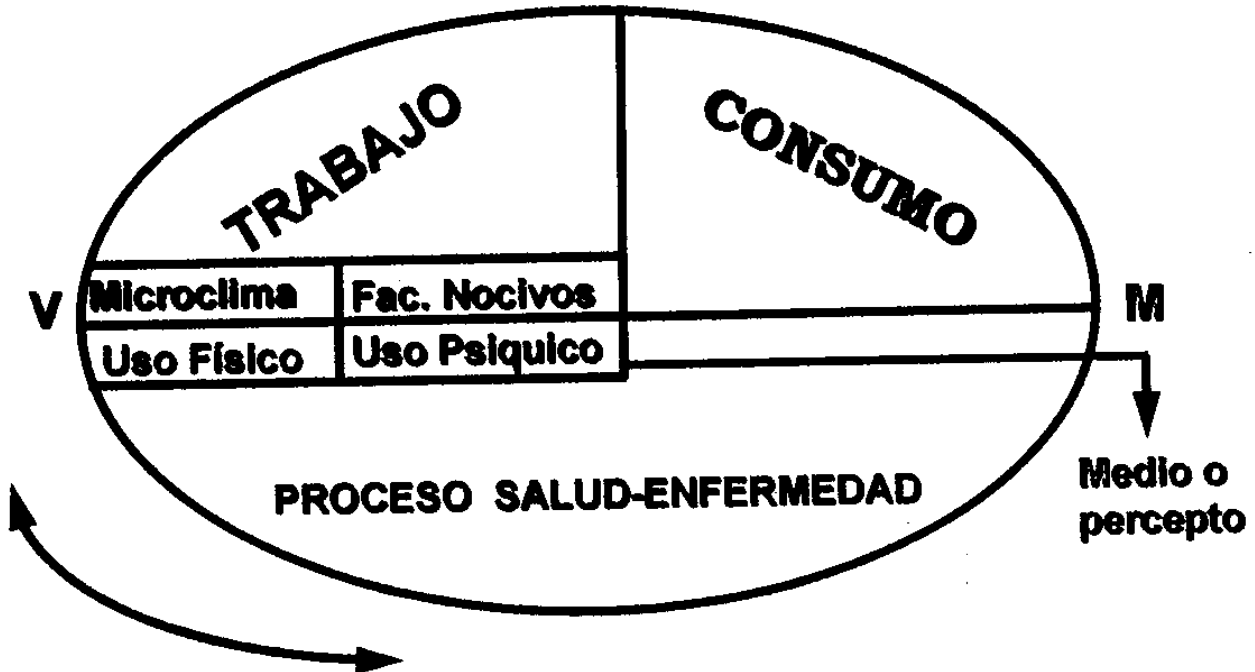 TRABAJO
CONSUMO
V
Microclima
Fac. Nocivos
M
Uso Físico
Uso Psiquico
PROCESO SALUD-ENFERMEDAD
Medio o
percepto